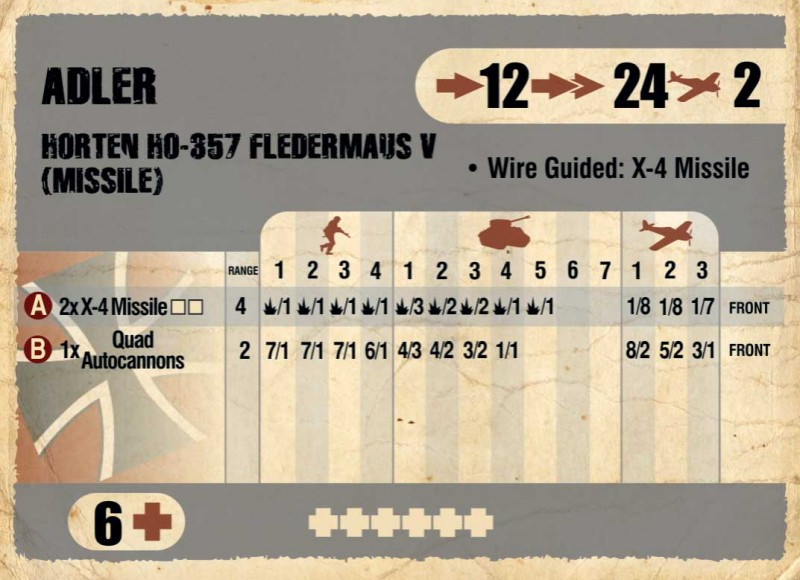 ADLER
12 24 2
HORTEN HO-357 FLEDERMAUS V
(MISSILE)
• Wire Guided: X-4 Missile
RANGE 1 2 3 4 1 2 3 4 5 6 7 1 2 3
A 2x X-4 Missile 4 /1 /1 /1 /1 /3 /2 /2 /1 /1 1/8 1/8 1/7 FRONT
B 1x Quad Autocannons 2 7/1 7/1 7/1 6/1 4/3 4/2 3/2 1/1 8/2 5/2 3/1 FRONT
6